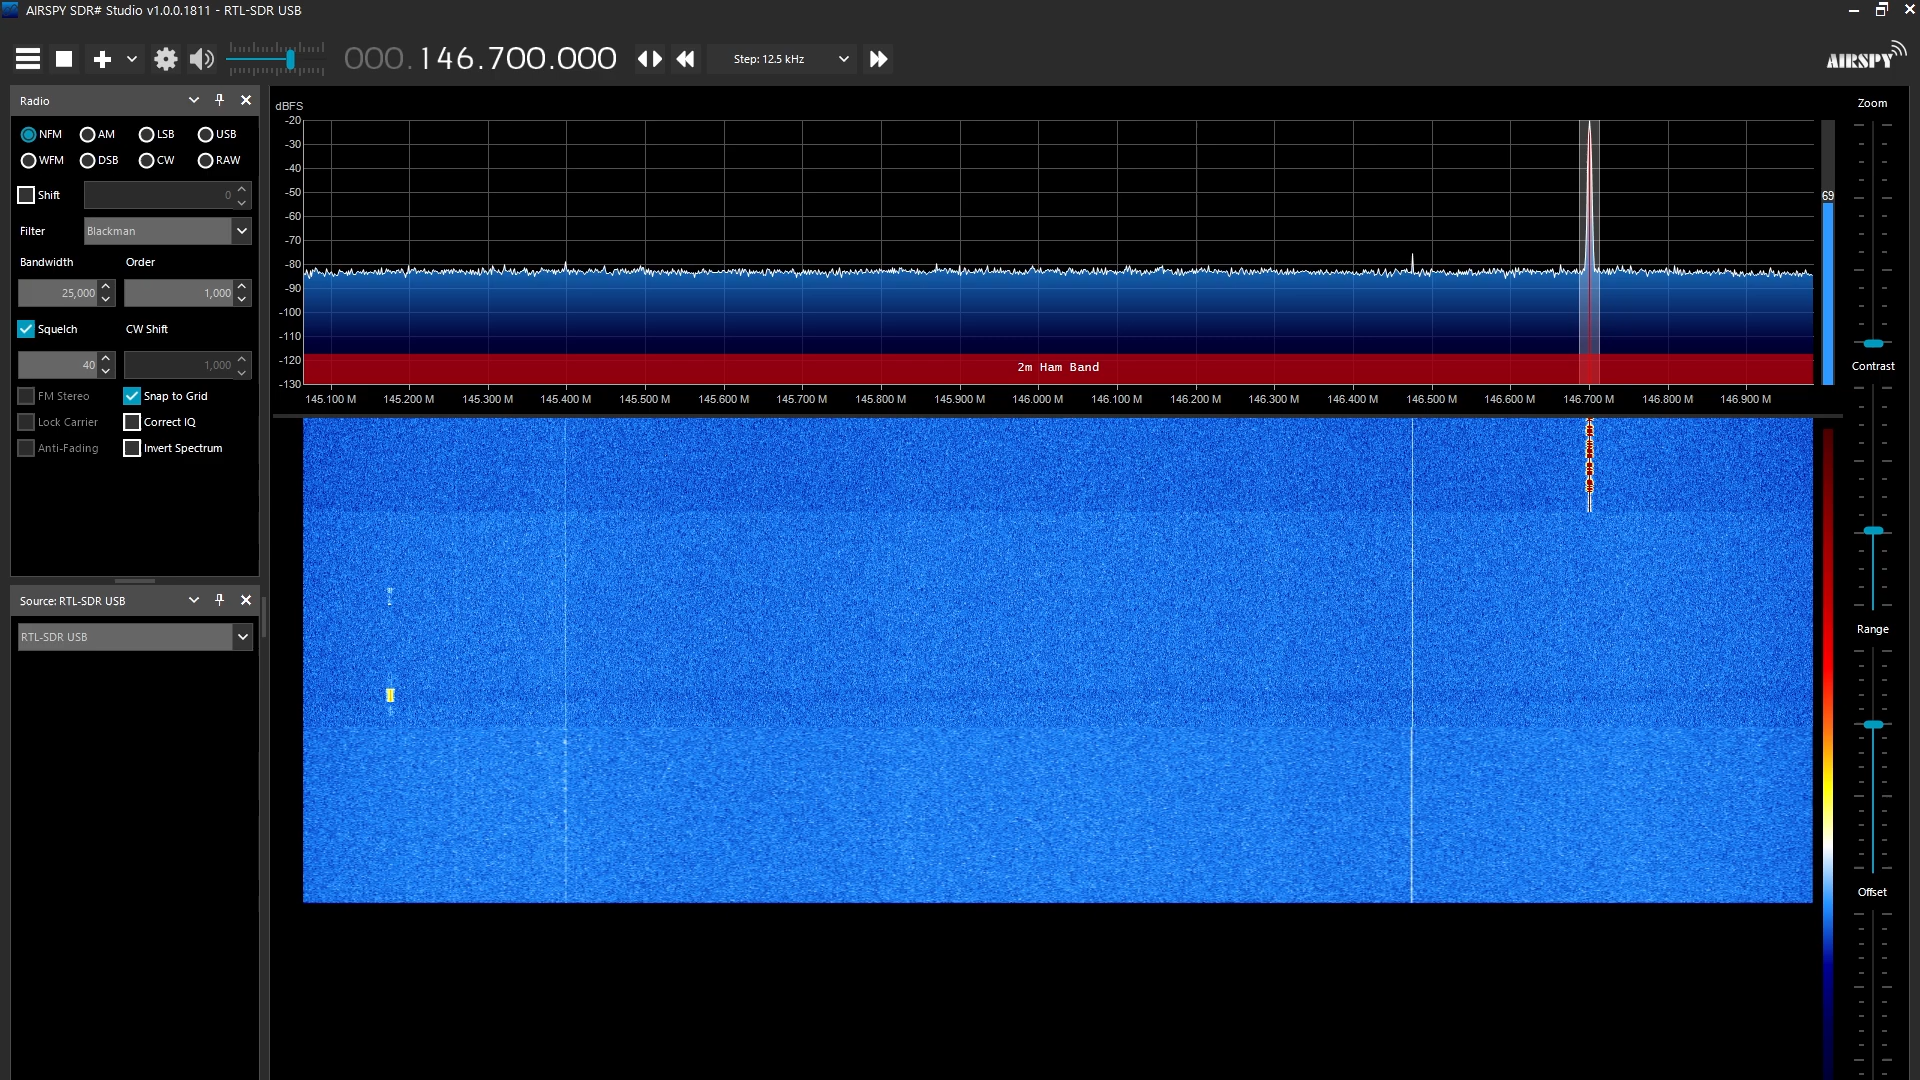 AIRSPY SDR# Studio v1.0.0.1811 - RTL-SDR USB
000.146.700.000
Step: 12.5 kHz
AIRSPY
Radio
NFM AM LSB USB
WFM DSB CW RAW
Shift 0
Filter Blackman
Bandwidth Order
25,000 1,000
Squelch CW Shift
40 1,000
FM Stereo Snap to Grid
Lock Carrier Correct IQ
Anti-Fading Invert Spectrum
Source: RTL-SDR USB
RTL-SDR USB
dBFS
-20
-30
-40
-50
-60
-70
-80
-90
-100
-110
-120
-130
2m Ham Band
145.100 M 145.200 M 145.300 M 145.400 M 145.500 M 145.600 M 145.700 M 145.800 M 145.900 M 146.000 M 146.100 M 146.200 M 146.300 M 146.400 M 146.500 M 146.600 M 146.700 M 146.800 M 146.900 M
69
Zoom
Contrast
Range
Offset